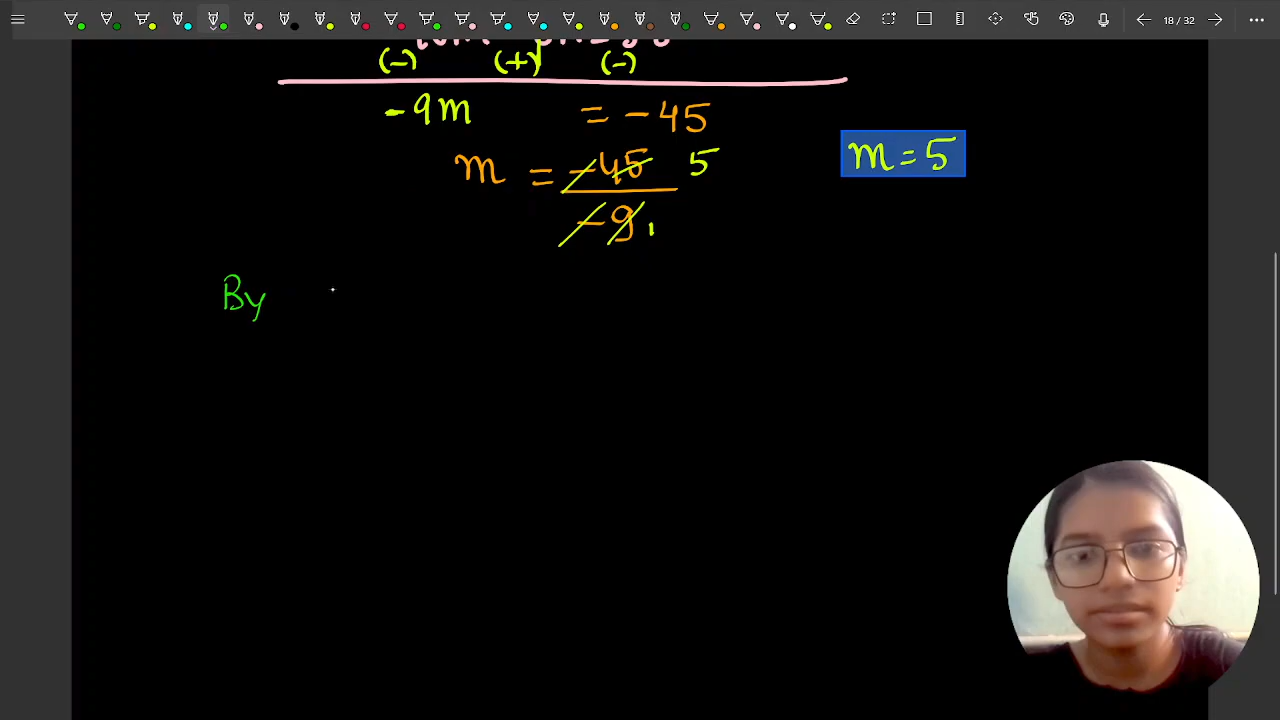 18 / 32
(-) (+) (-)
-9m = -45
m = -45 5
-9 1
m = 5
By